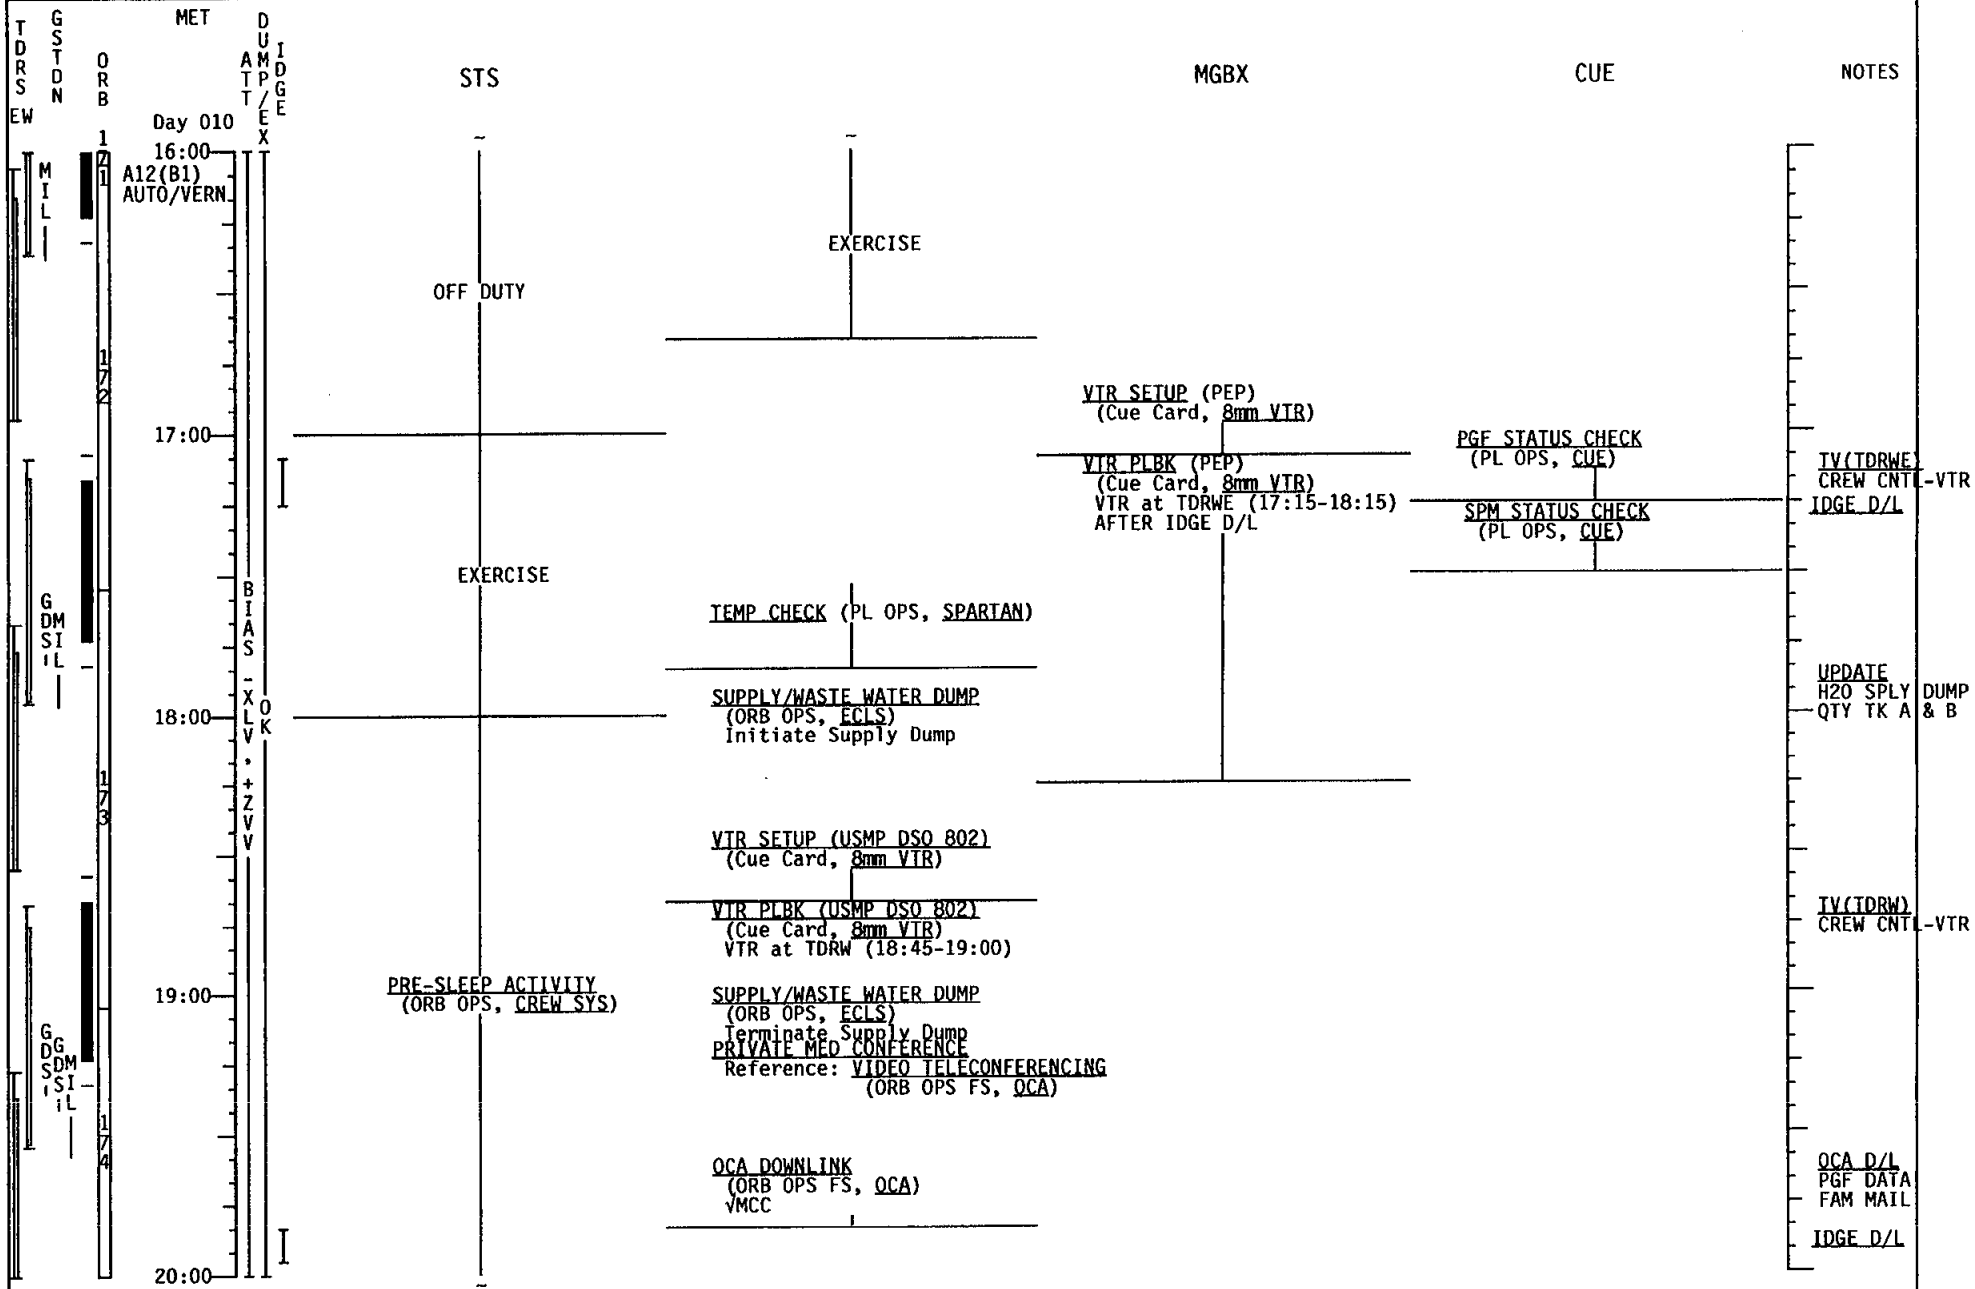 TDRS
EW
GSTDN
ORB
MET
ATT
DUMP/EX
IDGE
STS
MGBX
CUE
NOTES
Day 010
16:00
A12(B1)
AUTO/VERN
MIL
171
EXERCISE
OFF DUTY
172
VTR SETUP (PEP)
(Cue Card, 8mm VTR)
17:00
PGF STATUS CHECK
(PL OPS, CUE)
VTR PLBK (PEP)
(Cue Card, 8mm VTR)
VTR at TDRWE (17:15-18:15)
AFTER IDGE D/L
TV(TDRWE)
CREW CNTL-VTR
IDGE D/L
SPM STATUS CHECK
(PL OPS, CUE)
EXERCISE
BIAS -XLV, +ZVV
OK
GDS
MIL
TEMP CHECK (PL OPS, SPARTAN)
UPDATE
H2O SPLY DUMP
QTY TK A & B
SUPPLY/WASTE WATER DUMP
(ORB OPS, ECLS)
Initiate Supply Dump
18:00
173
VTR SETUP (USMP DSO 802)
(Cue Card, 8mm VTR)
VTR PLBK (USMP DSO 802)
(Cue Card, 8mm VTR)
VTR at TDRW (18:45-19:00)
TV(TDRW)
CREW CNTL-VTR
PRE-SLEEP ACTIVITY
(ORB OPS, CREW SYS)
19:00
SUPPLY/WASTE WATER DUMP
(ORB OPS, ECLS)
Terminate Supply Dump
PRIVATE MED CONFERENCE
Reference: VIDEO TELECONFERENCING
(ORB OPS FS, OCA)
GDS
GDS
MIL
174
OCA DOWNLINK
(ORB OPS FS, OCA)
√MCC
OCA D/L
PGF DATA
FAM MAIL
IDGE D/L
20:00